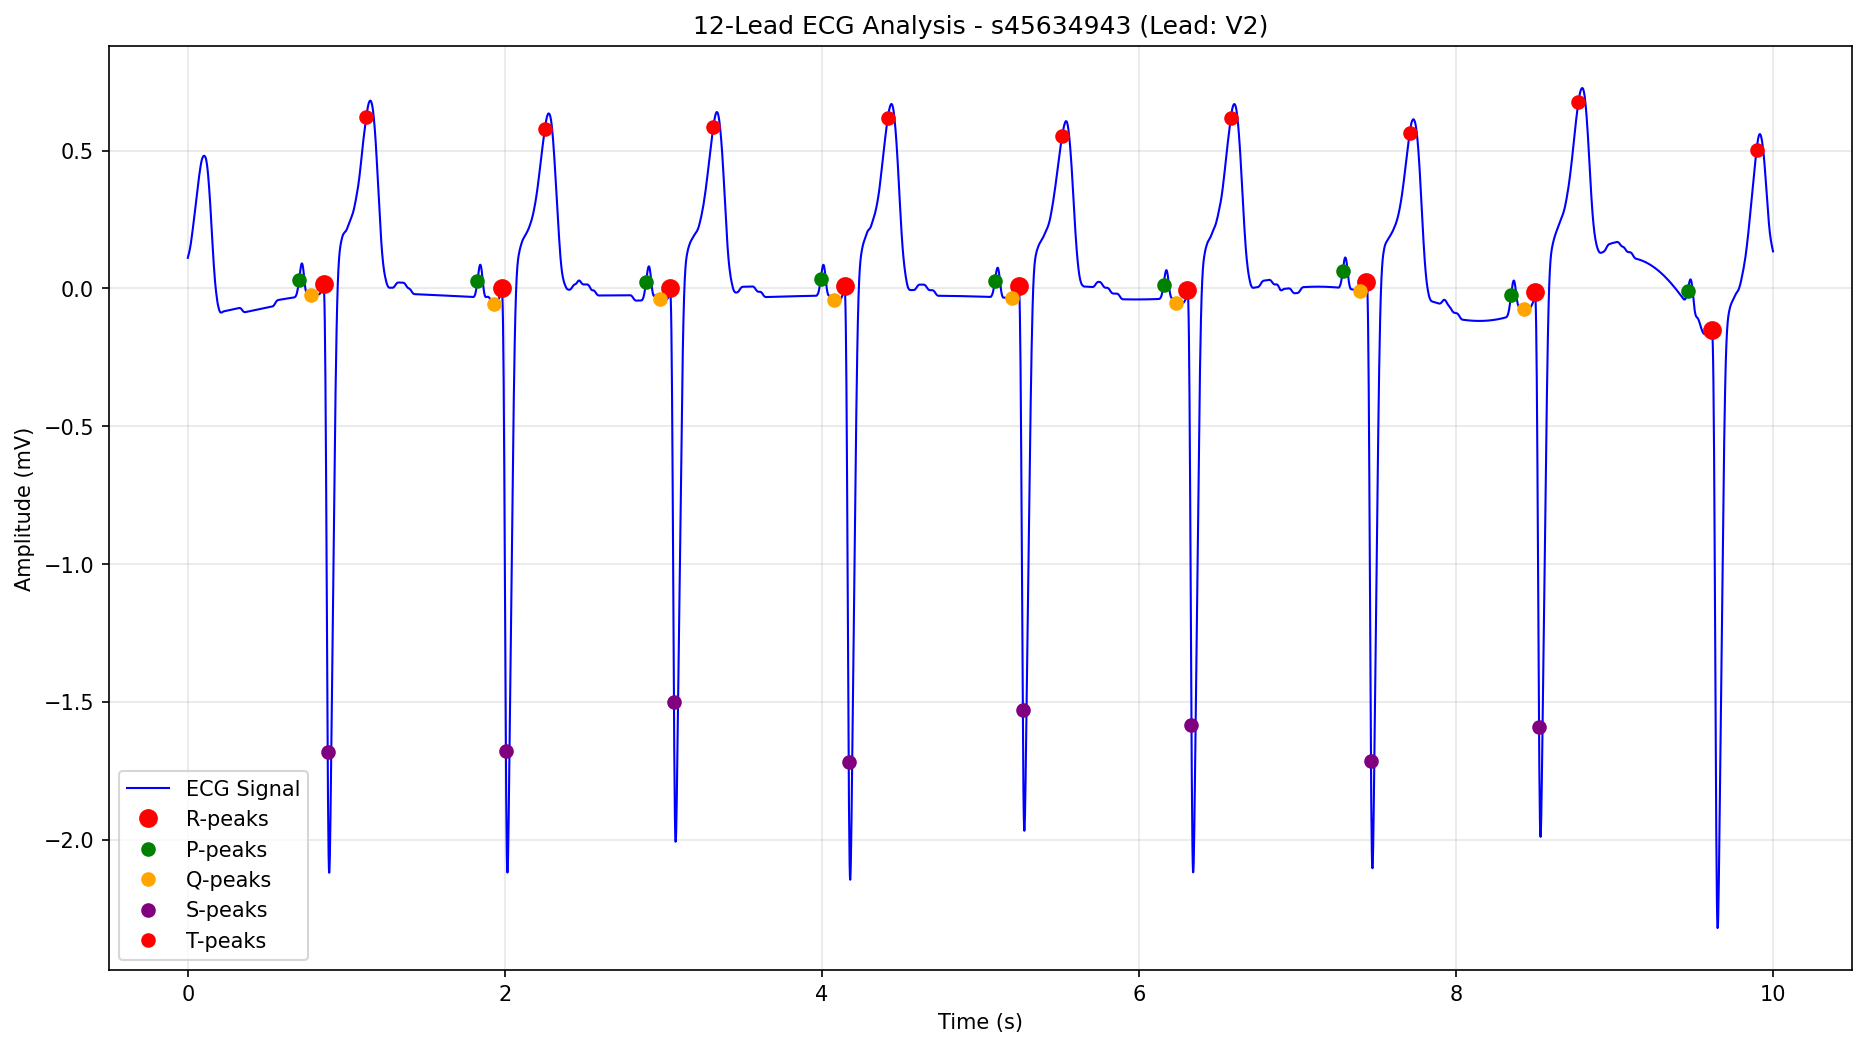 12-Lead ECG Analysis - s45634943 (Lead: V2)
0.5
0.0
−0.5
−1.0
−1.5
−2.0
Amplitude (mV)
ECG Signal
R-peaks
P-peaks
Q-peaks
S-peaks
T-peaks
0 2 4 6 8 10
Time (s)